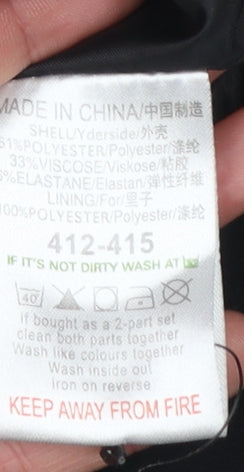 MADE IN CHINA/中国制造
SHELL/Yderside/外壳
61%POLYESTER/Polyester/涤纶
33%VISCOSE/Viskose/粘胶
6%ELASTANE/Elastan/弹性纤维
LINING/For/里子
100%POLYESTER/Polyester/涤纶
412-415
IF IT'S NOT DIRTY WASH AT
40
if bought as a 2-part set
clean both parts together
Wash like colours together
Wash inside out
iron on reverse
KEEP AWAY FROM FIRE